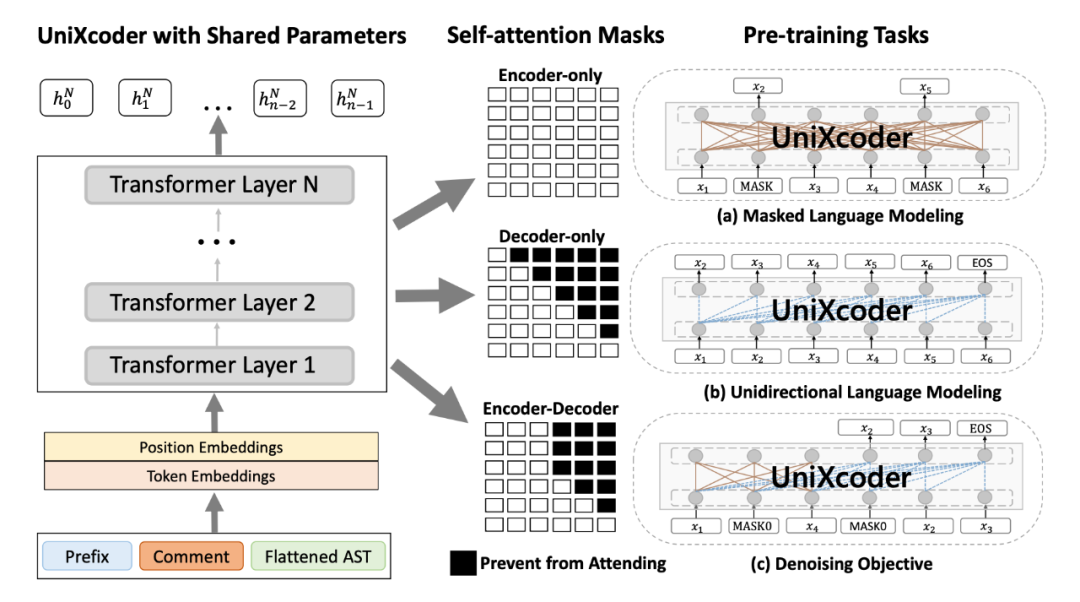 UniXcoder with Shared Parameters
h_0^N h_1^N ... h_{n-2}^N h_{n-1}^N
Transformer Layer N
...
Transformer Layer 2
Transformer Layer 1
Position Embeddings
Token Embeddings
Prefix Comment Flattened AST
Self-attention Masks
Encoder-only
Decoder-only
Encoder-Decoder
Prevent from Attending
Pre-training Tasks
x_2 x_5
UniXcoder
x_1 MASK x_3 x_4 MASK x_6
(a) Masked Language Modeling
x_2 x_3 x_4 x_5 x_6 EOS
UniXcoder
x_1 x_2 x_3 x_4 x_5 x_6
(b) Unidirectional Language Modeling
x_2 x_3 EOS
UniXcoder
x_1 MASK0 x_4 MASK0 x_2 x_3
(c) Denoising Objective